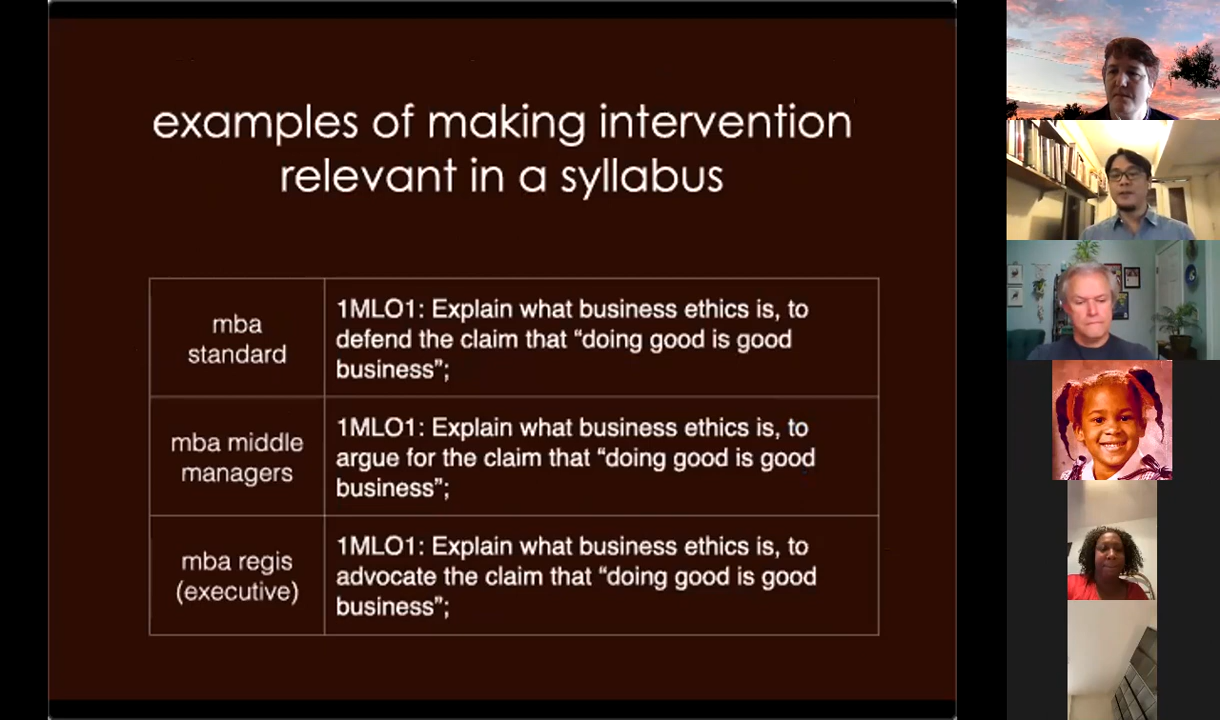 examples of making intervention
relevant in a syllabus
mba
standard
1MLO1: Explain what business ethics is, to
defend the claim that “doing good is good
business”;
mba middle
managers
1MLO1: Explain what business ethics is, to
argue for the claim that “doing good is good
business”;
mba regis
(executive)
1MLO1: Explain what business ethics is, to
advocate the claim that “doing good is good
business”;